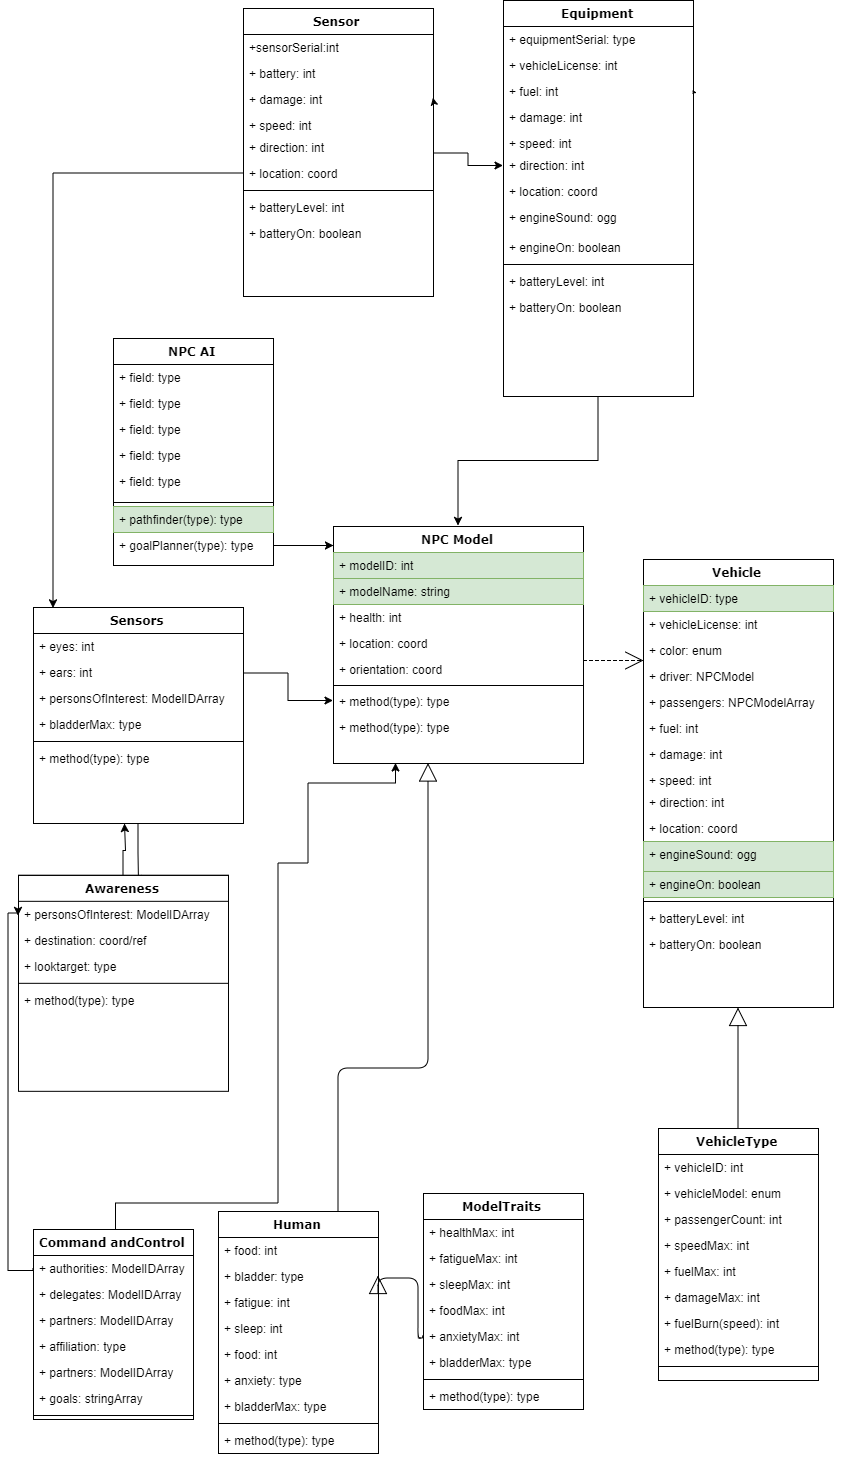 Sensor
+sensorSerial:int
+ battery: int
+ damage: int
+ speed: int
+ direction: int
+ location: coord
+ batteryLevel: int
+ batteryOn: boolean
Equipment
+ equipmentSerial: type
+ vehicleLicense: int
+ fuel: int
+ damage: int
+ speed: int
+ direction: int
+ location: coord
+ engineSound: ogg
+ engineOn: boolean
+ batteryLevel: int
+ batteryOn: boolean
NPC AI
+ field: type
+ field: type
+ field: type
+ field: type
+ field: type
+ pathfinder(type): type
+ goalPlanner(type): type
NPC Model
+ modelID: int
+ modelName: string
+ health: int
+ location: coord
+ orientation: coord
+ method(type): type
+ method(type): type
Vehicle
+ vehicleID: type
+ vehicleLicense: int
+ color: enum
+ driver: NPCModel
+ passengers: NPCModelArray
+ fuel: int
+ damage: int
+ speed: int
+ direction: int
+ location: coord
+ engineSound: ogg
+ engineOn: boolean
+ batteryLevel: int
+ batteryOn: boolean
Sensors
+ eyes: int
+ ears: int
+ personsOfInterest: ModelIDArray
+ bladderMax: type
+ method(type): type
Awareness
+ personsOfInterest: ModelIDArray
+ destination: coord/ref
+ looktarget: type
+ method(type): type
Command andControl
+ authorities: ModelIDArray
+ delegates: ModelIDArray
+ partners: ModelIDArray
+ affiliation: type
+ partners: ModelIDArray
+ goals: stringArray
Human
+ food: int
+ bladder: type
+ fatigue: int
+ sleep: int
+ food: int
+ anxiety: type
+ bladderMax: type
+ method(type): type
ModelTraits
+ healthMax: int
+ fatigueMax: int
+ sleepMax: int
+ foodMax: int
+ anxietyMax: int
+ bladderMax: type
+ method(type): type
VehicleType
+ vehicleID: int
+ vehicleModel: enum
+ passengerCount: int
+ speedMax: int
+ fuelMax: int
+ damageMax: int
+ fuelBurn(speed): int
+ method(type): type